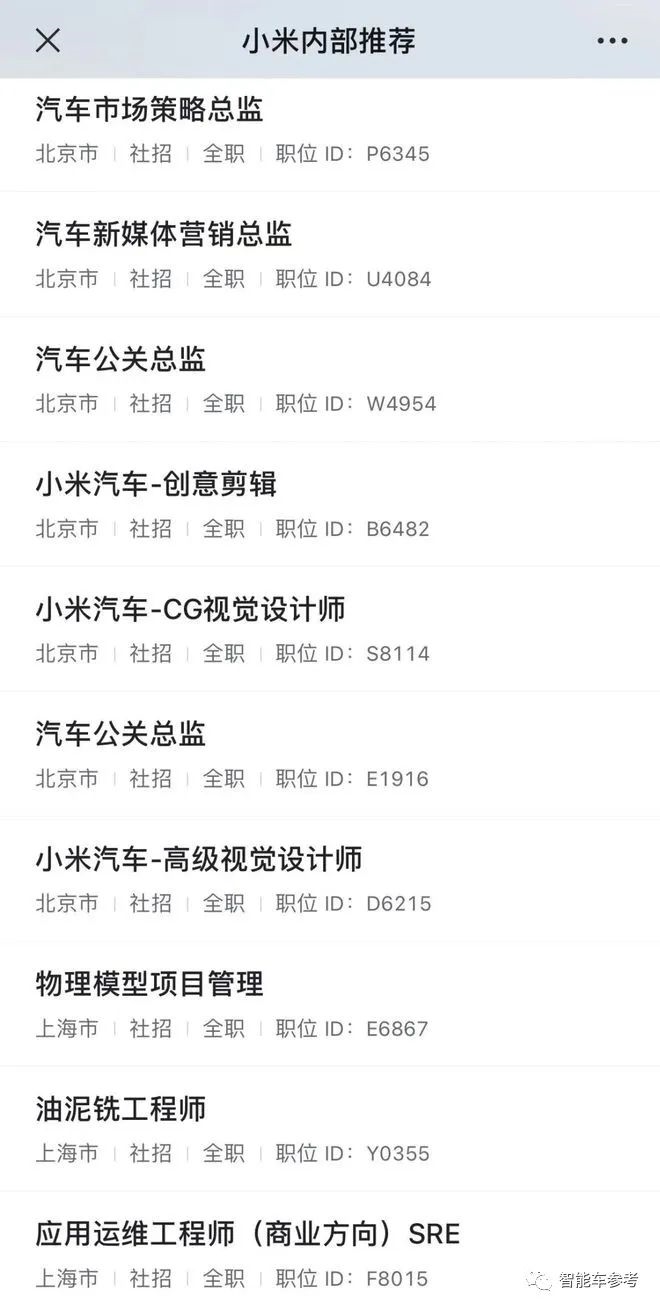 小米内部推荐
汽车市场策略总监
北京市 | 社招 | 全职 | 职位 ID： P6345
汽车新媒体营销总监
北京市 | 社招 | 全职 | 职位 ID： U4084
汽车公关总监
北京市 | 社招 | 全职 | 职位 ID： W4954
小米汽车-创意剪辑
北京市 | 社招 | 全职 | 职位 ID： B6482
小米汽车-CG视觉设计师
北京市 | 社招 | 全职 | 职位 ID： S8114
汽车公关总监
北京市 | 社招 | 全职 | 职位 ID： E1916
小米汽车-高级视觉设计师
北京市 | 社招 | 全职 | 职位 ID： D6215
物理模型项目管理
上海市 | 社招 | 全职 | 职位 ID： E6867
油泥铣工程师
上海市 | 社招 | 全职 | 职位 ID： Y0355
应用运维工程师（商业方向）SRE
上海市 | 社招 | 全职 | 职位 ID： F8015
智能车参考